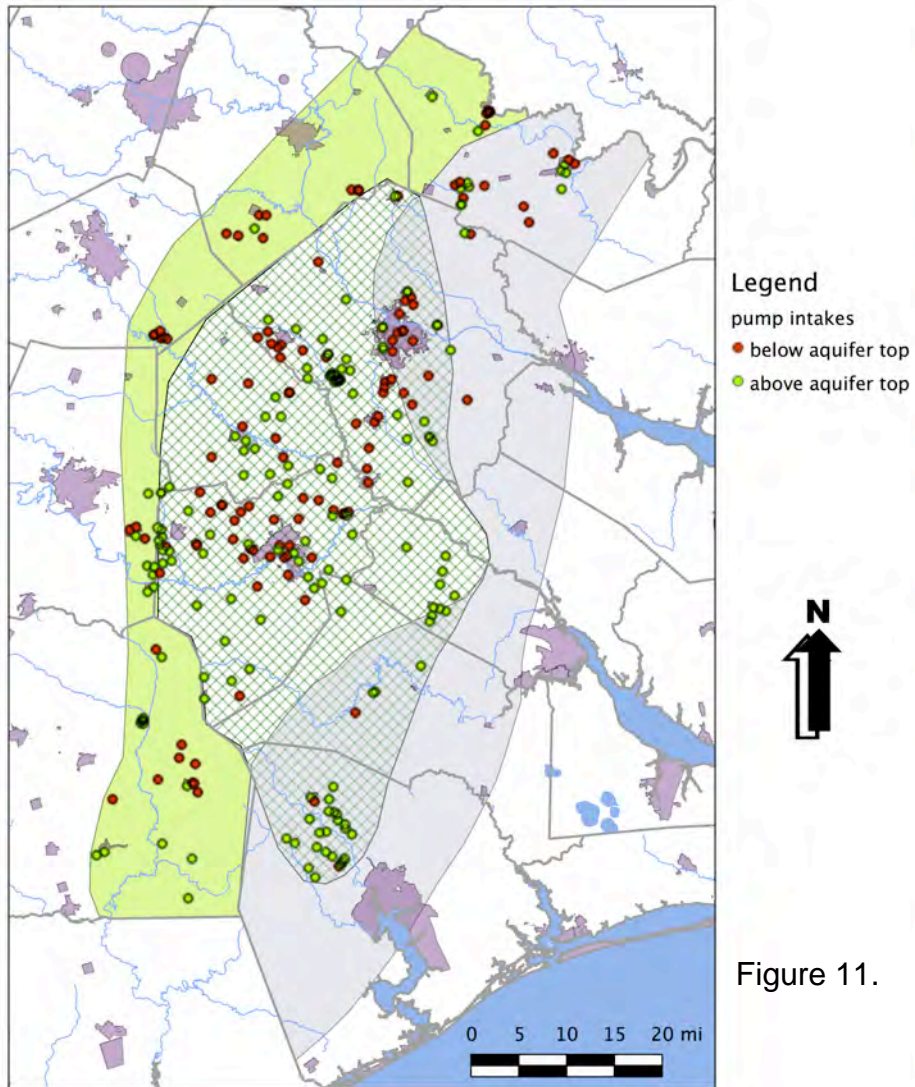 Legend
pump intakes
below aquifer top
above aquifer top
N
Figure 11.
0 5 10 15 20 mi